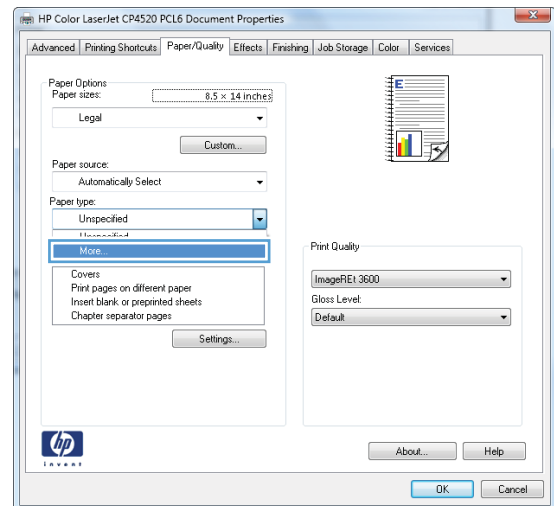 HP Color LaserJet CP4520 PCL6 Document Properties
Advanced Printing Shortcuts Paper/Quality Effects Finishing Job Storage Color Services
Paper Options
Paper sizes: 8.5 × 14 inches
Legal
Custom...
Paper source:
Automatically Select
Paper type:
Unspecified
Unspecified
More...
Covers
Print pages on different paper
Insert blank or preprinted sheets
Chapter separator pages
Settings...
E
Print Quality
ImageREt 3600
Gloss Level:
Default
hp
invent
About... Help
OK Cancel